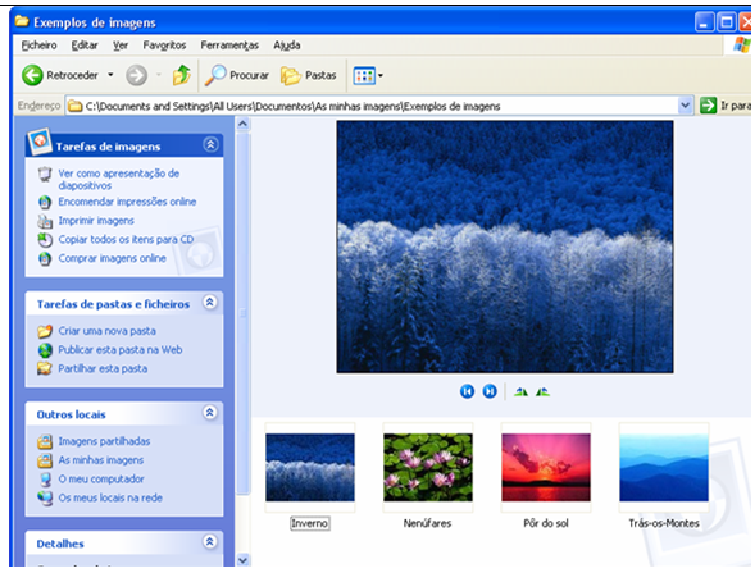 Exemplos de imagens
Ficheiro Editar Ver Favoritos Ferramentas Ajuda
Retroceder Procurar Pastas
Endereço C:\Documents and Settings\All Users\Documentos\As minhas imagens\Exemplos de imagens Ir para
Tarefas de imagens
Ver como apresentação de
diapositivos
Encomendar impressões online
Imprimir imagens
Copiar todos os itens para CD
Comprar imagens online
Tarefas de pastas e ficheiros
Criar uma nova pasta
Publicar esta pasta na Web
Partilhar esta pasta
Outros locais
Imagens partilhadas
As minhas imagens
O meu computador
Os meus locais na rede
Detalhes
Inverno
Nenúfares
Pôr do sol
Trás-os-Montes